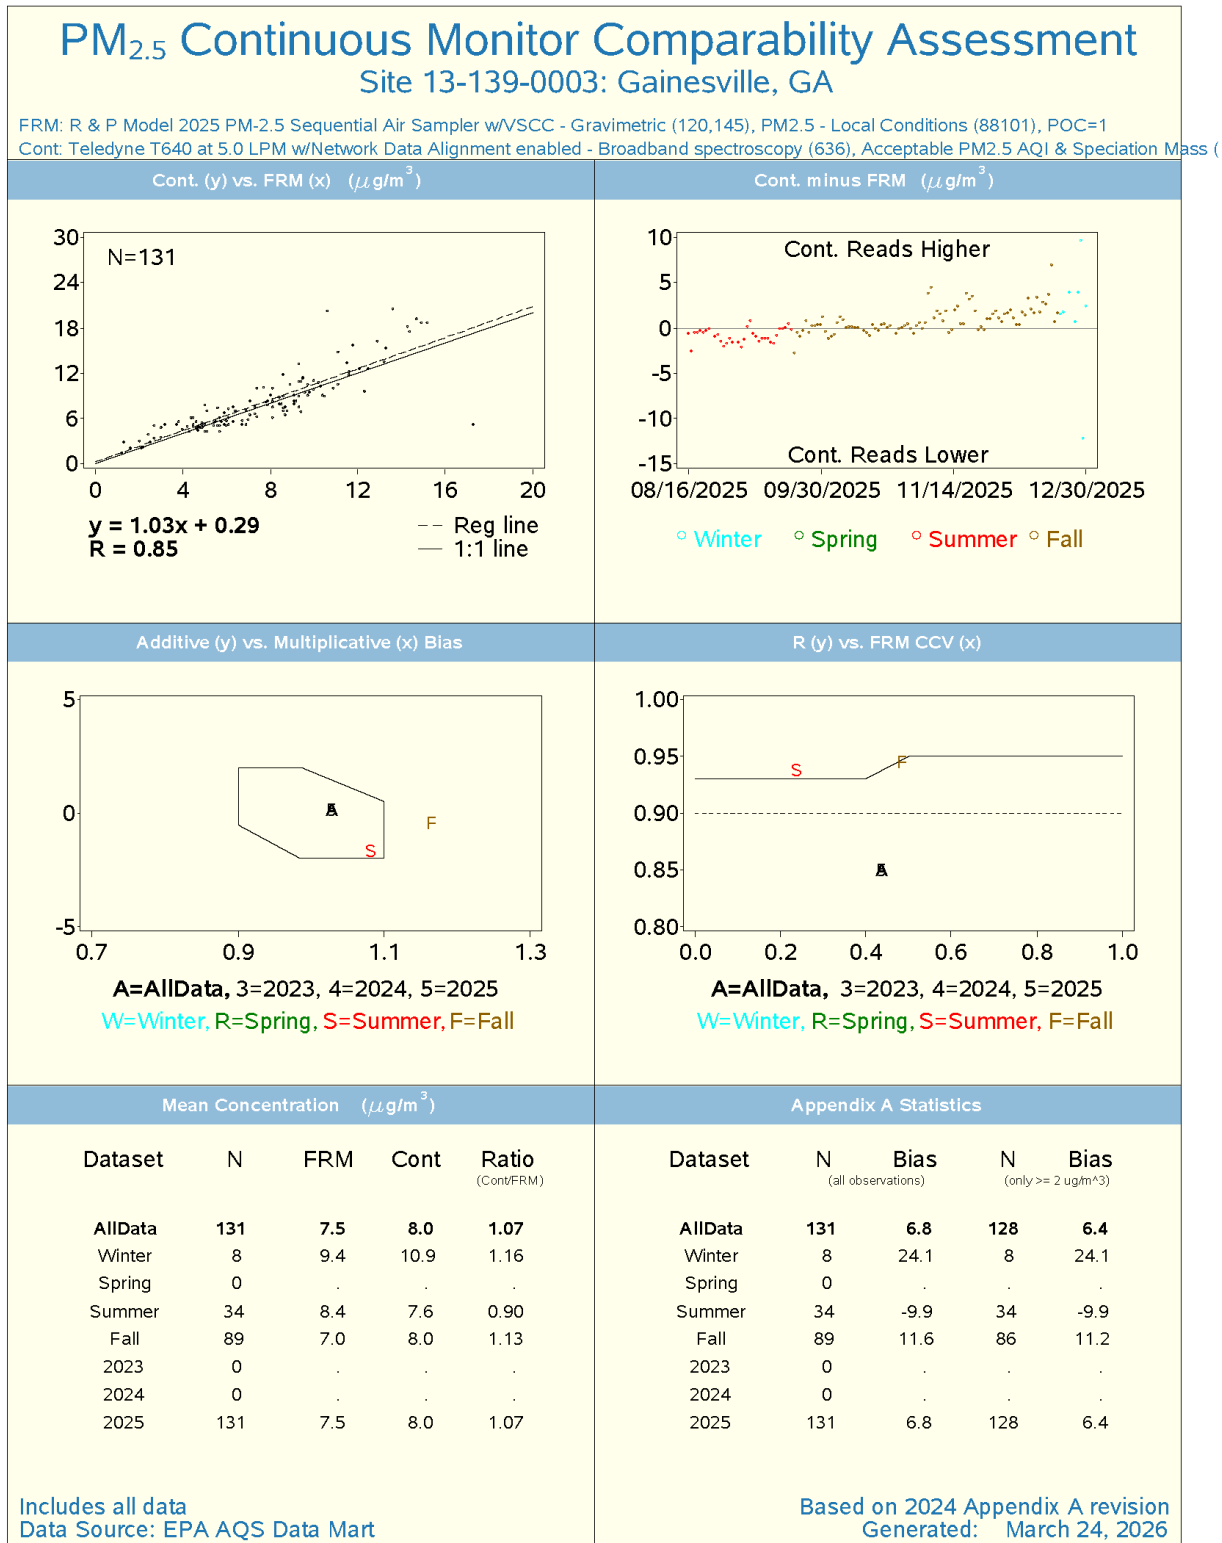 PM2.5 Continuous Monitor Comparability Assessment
Site 13-139-0003: Gainesville, GA
FRM: R & P Model 2025 PM-2.5 Sequential Air Sampler w/VSCC - Gravimetric (120,145), PM2.5 - Local Conditions (88101), POC=1
Cont: Teledyne T640 at 5.0 LPM w/Network Data Alignment enabled - Broadband spectroscopy (636), Acceptable PM2.5 AQI & Speciation Mass (
Cont. (y) vs. FRM (x) (μg/m³)
30
24
18
12
6
0
N=131
0 4 8 12 16 20
y = 1.03x + 0.29
R = 0.85
Reg line
1:1 line
Cont. minus FRM (μg/m³)
10
5
0
-5
-10
-15
Cont. Reads Higher
Cont. Reads Lower
08/16/2025 09/30/2025 11/14/2025 12/30/2025
Winter Spring Summer Fall
Additive (y) vs. Multiplicative (x) Bias
5
0
-5
A
S
F
0.7 0.9 1.1 1.3
A=AllData, 3=2023, 4=2024, 5=2025
W=Winter, R=Spring, S=Summer, F=Fall
R (y) vs. FRM CCV (x)
1.00
0.95
0.90
0.85
0.80
S
F
A
0.0 0.2 0.4 0.6 0.8 1.0
A=AllData, 3=2023, 4=2024, 5=2025
W=Winter, R=Spring, S=Summer, F=Fall
Mean Concentration (μg/m³)
Dataset N FRM Cont Ratio
(Cont/FRM)
AllData 131 7.5 8.0 1.07
Winter 8 9.4 10.9 1.16
Spring 0 . . .
Summer 34 8.4 7.6 0.90
Fall 89 7.0 8.0 1.13
2023 0 . . .
2024 0 . . .
2025 131 7.5 8.0 1.07
Appendix A Statistics
Dataset N Bias N Bias
(all observations) (only >= 2 ug/m^3)
AllData 131 6.8 128 6.4
Winter 8 24.1 8 24.1
Spring 0 . . .
Summer 34 -9.9 34 -9.9
Fall 89 11.6 86 11.2
2023 0 . . .
2024 0 . . .
2025 131 6.8 128 6.4
Includes all data
Data Source: EPA AQS Data Mart
Based on 2024 Appendix A revision
Generated: March 24, 2026